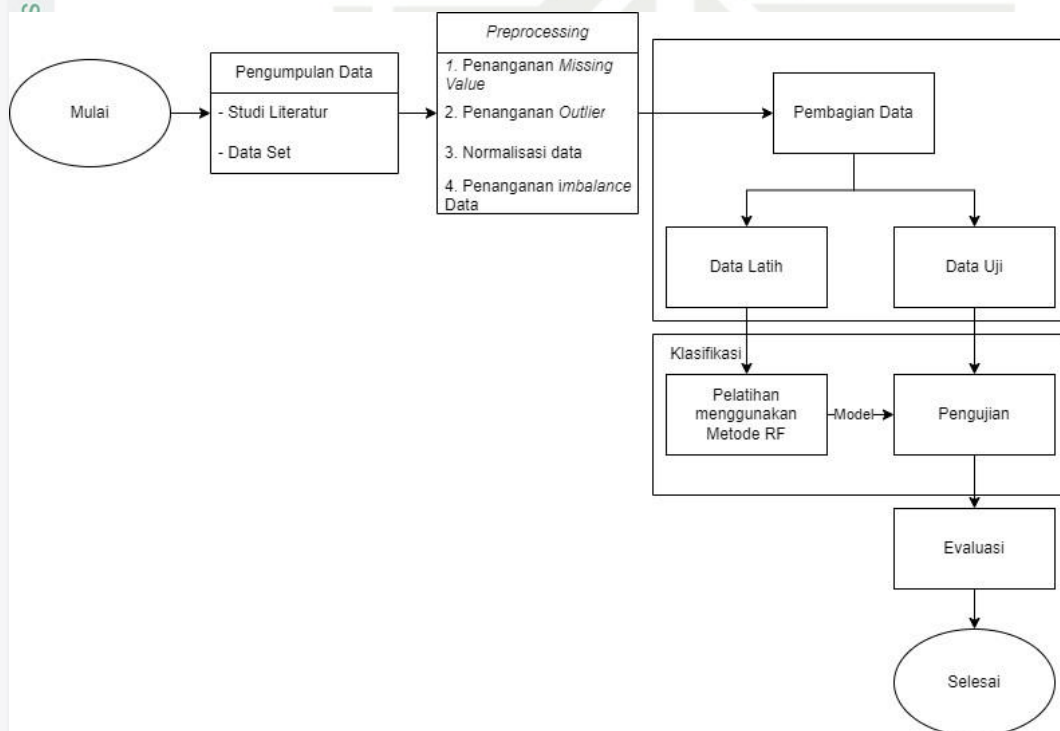 Mulai
Pengumpulan Data
- Studi Literatur
- Data Set
Preprocessing
1. Penanganan Missing
Value
2. Penanganan Outlier
3. Normalisasi data
4. Penanganan imbalance
Data
Pembagian Data
Data Latih
Data Uji
Klasifikasi
Pelatihan
menggunakan
Metode RF
Model
Pengujian
Evaluasi
Selesai